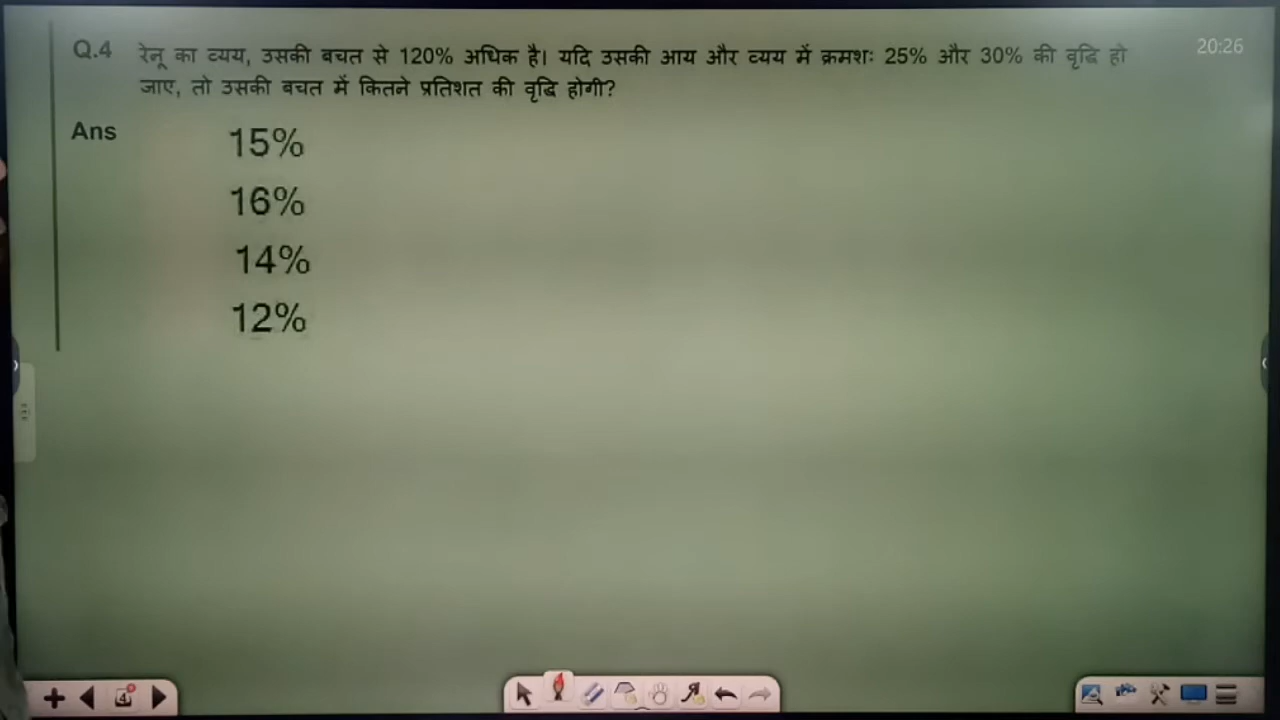 20:26
Q.4 रेनू का व्यय, उसकी बचत से 120% अधिक है। यदि उसकी आय और व्यय में क्रमशः 25% और 30% की वृद्धि हो
जाए, तो उसकी बचत में कितने प्रतिशत की वृद्धि होगी?
Ans 15%
16%
14%
12%
4